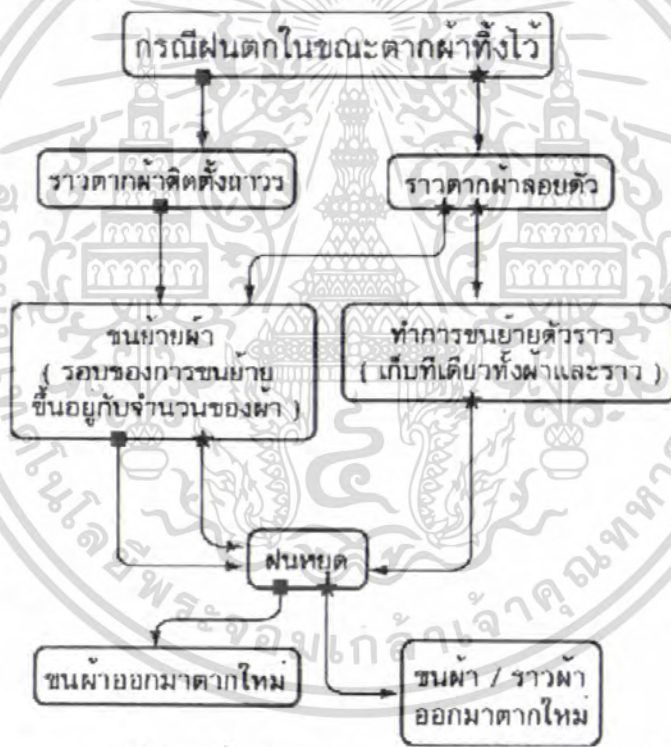 กรณีฝนตกในขณะตากผ้าทิ้งไว้
ราวตากผ้าติดตั้งถาวร
ราวตากผ้าลอยตัว
ขนย้ายผ้า
( รอบของการขนย้าย
ขึ้นอยู่กับจำนวนของผ้า )
ทำการขนย้ายตัวราว
( เก็บทีเดียวทั้งผ้าและราว )
ฝนหยุด
ขนผ้าออกมาตากใหม่
ขนผ้า / ราวผ้า
ออกมาตากใหม่